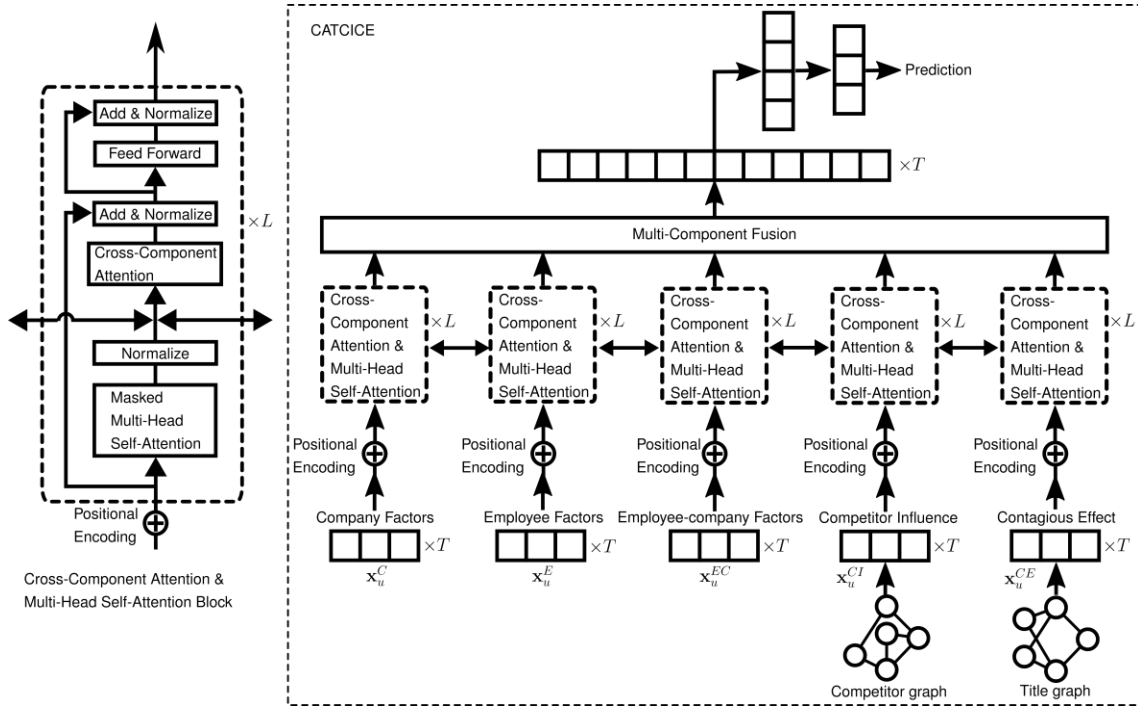 Add & Normalize
Feed Forward
Add & Normalize
×L
Cross-Component
Attention
Normalize
Masked
Multi-Head
Self-Attention
Positional
Encoding
Cross-Component Attention &
Multi-Head Self-Attention Block
CATCICE
Prediction
×T
Multi-Component Fusion
Cross-
Component
Attention &
Multi-Head
Self-Attention
×L
Cross-
Component
Attention &
Multi-Head
Self-Attention
×L
Cross-
Component
Attention &
Multi-Head
Self-Attention
×L
Cross-
Component
Attention &
Multi-Head
Self-Attention
×L
Cross-
Component
Attention &
Multi-Head
Self-Attention
×L
Positional
Encoding
Positional
Encoding
Positional
Encoding
Positional
Encoding
Positional
Encoding
Company Factors
×T
x_u^C
Employee Factors
×T
x_u^E
Employee-company Factors
×T
x_u^{EC}
Competitor Influence
×T
x_u^{CI}
Competitor graph
Contagious Effect
×T
x_u^{CE}
Title graph